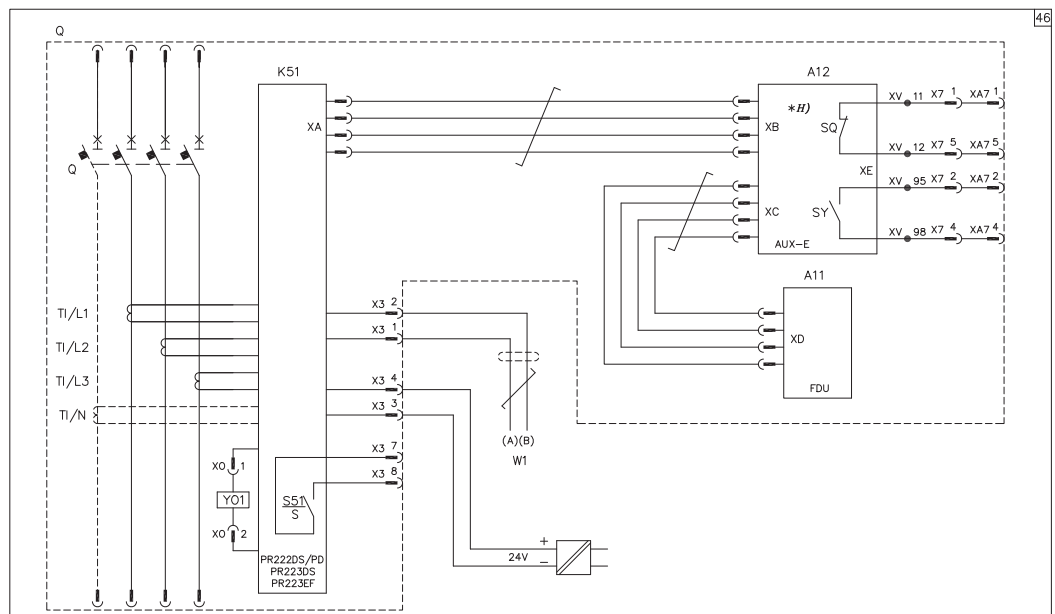 46
Q
K51
A12
XA
*H)
XB
SQ
XE
XC
SY
AUX-E
XV 11 X7 1 XA7 1
XV 12 X7 5 XA7 5
XV 95 X7 2 XA7 2
XV 98 X7 4 XA7 4
Q
A11
XD
FDU
TI/L1
TI/L2
TI/L3
TI/N
X3 2
X3 1
X3 4
X3 3
X3 7
X3 8
(A)(B)
W1
XO 1
YO1
XO 2
S51
S
PR222DS/PD
PR223DS
PR223EF
+
24V
−